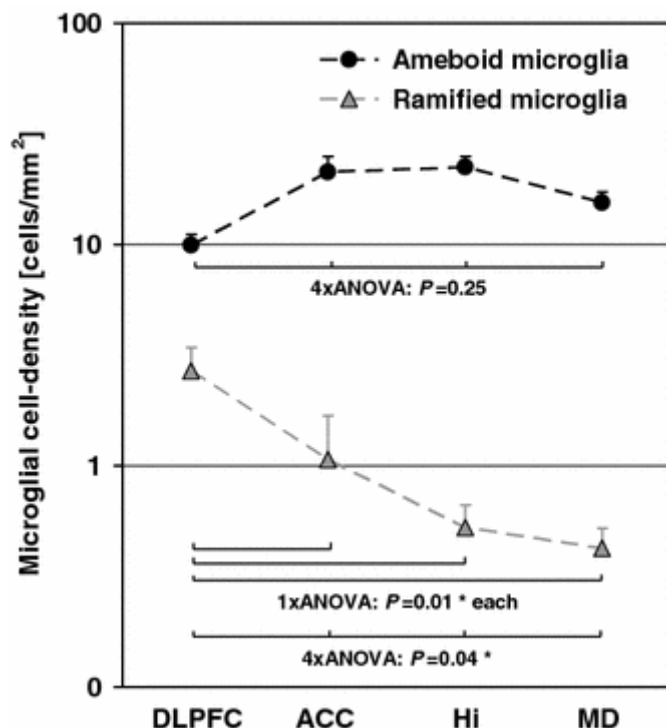 100
Ameboid microglia
Ramified microglia
Microglial cell-density [cells/mm²]
10
4xANOVA: P=0.25
1
1xANOVA: P=0.01 * each
4xANOVA: P=0.04 *
0
DLPFC ACC Hi MD